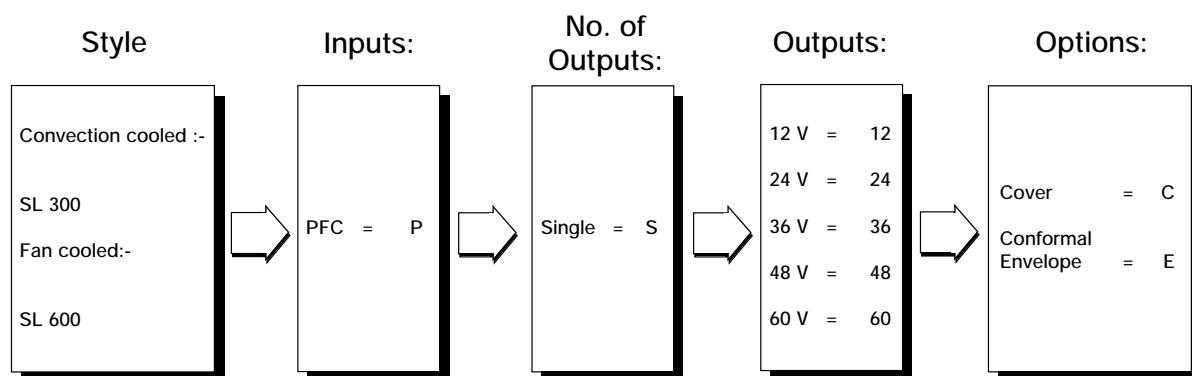 Style
Convection cooled :-
SL 300
Fan cooled:-
SL 600
Inputs:
PFC = P
No. of
Outputs:
Single = S
Outputs:
12 V = 12
24 V = 24
36 V = 36
48 V = 48
60 V = 60
Options:
Cover = C
Conformal
Envelope = E